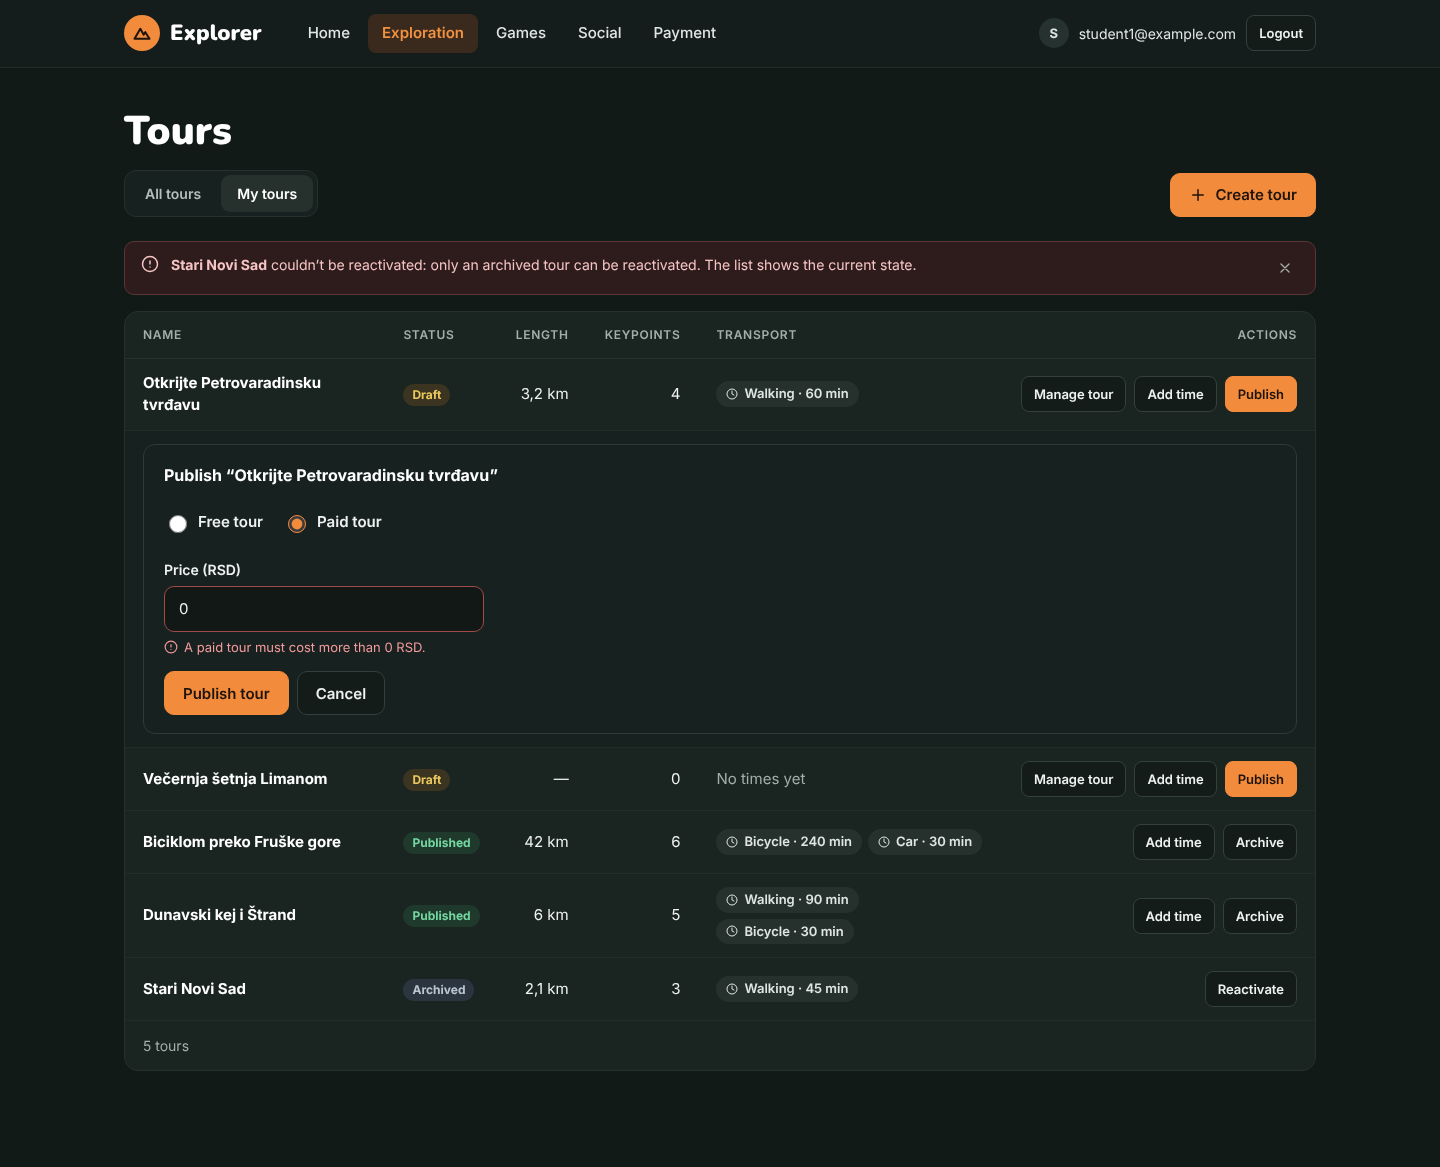 Explorer Home Exploration Games Social Payment S student1@example.com Logout
Tours
All tours My tours + Create tour
Stari Novi Sad couldn’t be reactivated: only an archived tour can be reactivated. The list shows the current state.
NAME STATUS LENGTH KEYPOINTS TRANSPORT ACTIONS
Otkrijte Petrovaradinsku
tvrđavu Draft 3,2 km 4 Walking · 60 min Manage tour Add time Publish
Publish “Otkrijte Petrovaradinsku tvrđavu”
Free tour Paid tour
Price (RSD)
0
A paid tour must cost more than 0 RSD.
Publish tour Cancel
Večernja šetnja Limanom Draft — 0 No times yet Manage tour Add time Publish
Biciklom preko Fruške gore Published 42 km 6 Bicycle · 240 min Car · 30 min Add time Archive
Dunavski kej i Štrand Published 6 km 5 Walking · 90 min Add time Archive
Bicycle · 30 min
Stari Novi Sad Archived 2,1 km 3 Walking · 45 min Reactivate
5 tours